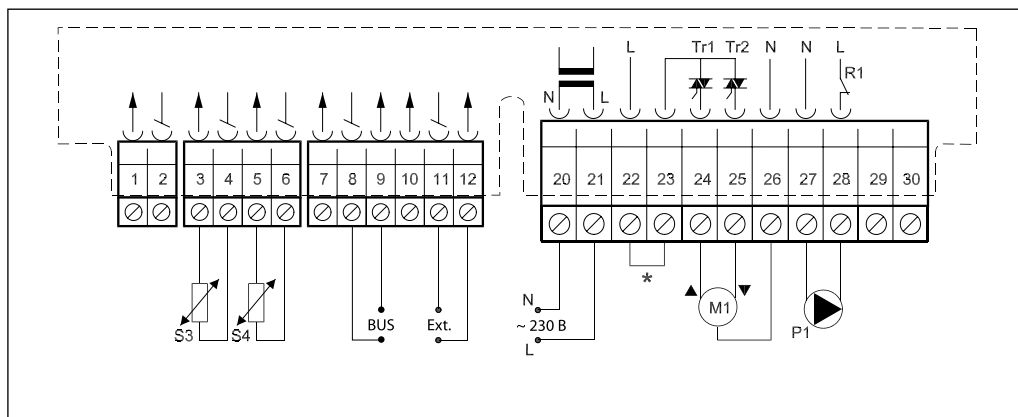 L Tr1 Tr2 N N L
R1
N L
1 2 3 4 5 6 7 8 9 10 11 12 20 21 22 23 24 25 26 27 28 29 30
*
N
S3 S4 BUS Ext. ~ 230 В M1 P1
L